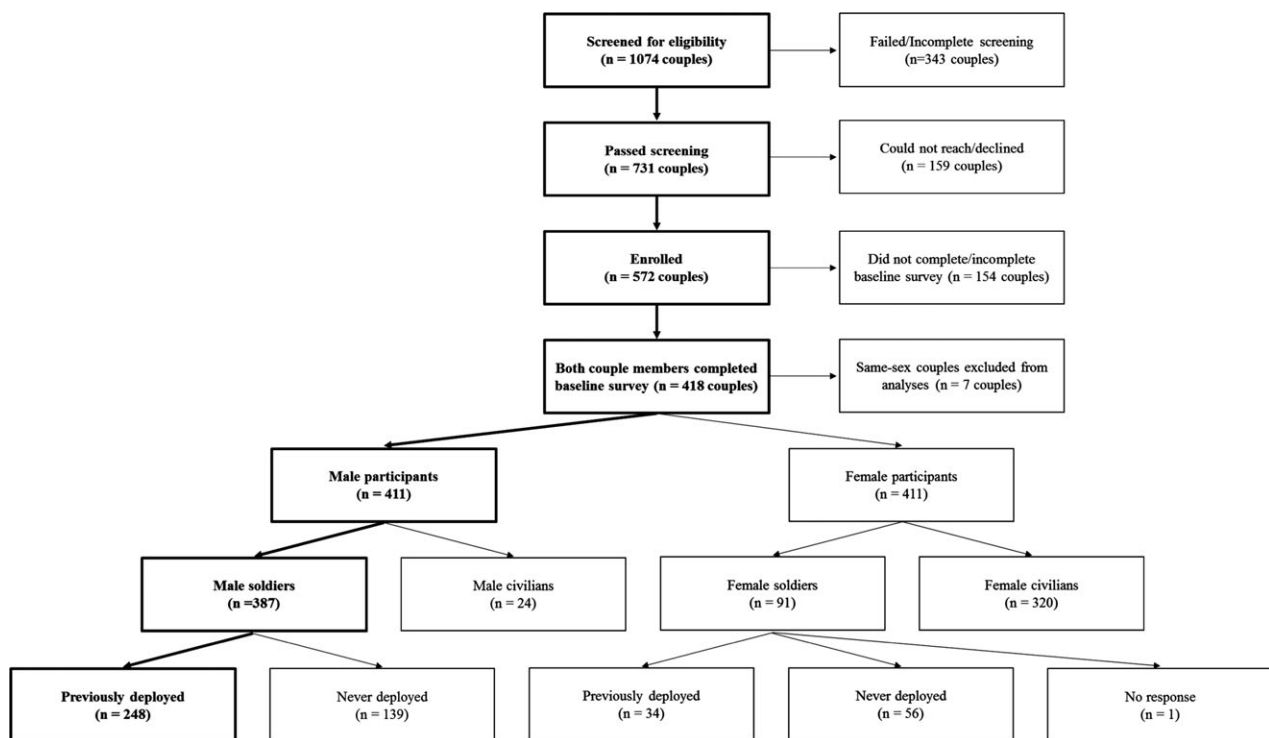 Screened for eligibility
(n = 1074 couples)
Failed/Incomplete screening
(n=343 couples)
Passed screening
(n = 731 couples)
Could not reach/declined
(n = 159 couples)
Enrolled
(n = 572 couples)
Did not complete/incomplete
baseline survey (n = 154 couples)
Both couple members completed
baseline survey (n = 418 couples)
Same-sex couples excluded from
analyses (n = 7 couples)
Male participants
(n = 411)
Female participants
(n = 411)
Male soldiers
(n =387)
Male civilians
(n = 24)
Female soldiers
(n = 91)
Female civilians
(n = 320)
Previously deployed
(n = 248)
Never deployed
(n = 139)
Previously deployed
(n = 34)
Never deployed
(n = 56)
No response
(n = 1)